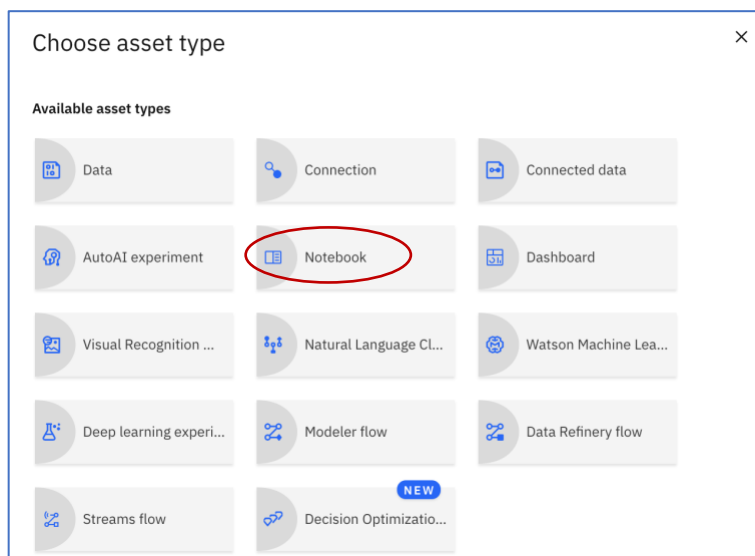 Choose asset type
Available asset types
Data
Connection
Connected data
AutoAI experiment
Notebook
Dashboard
Visual Recognition ...
Natural Language Cl...
Watson Machine Lea...
Deep learning experi...
Modeler flow
Data Refinery flow
NEW
Streams flow
Decision Optimizatio...